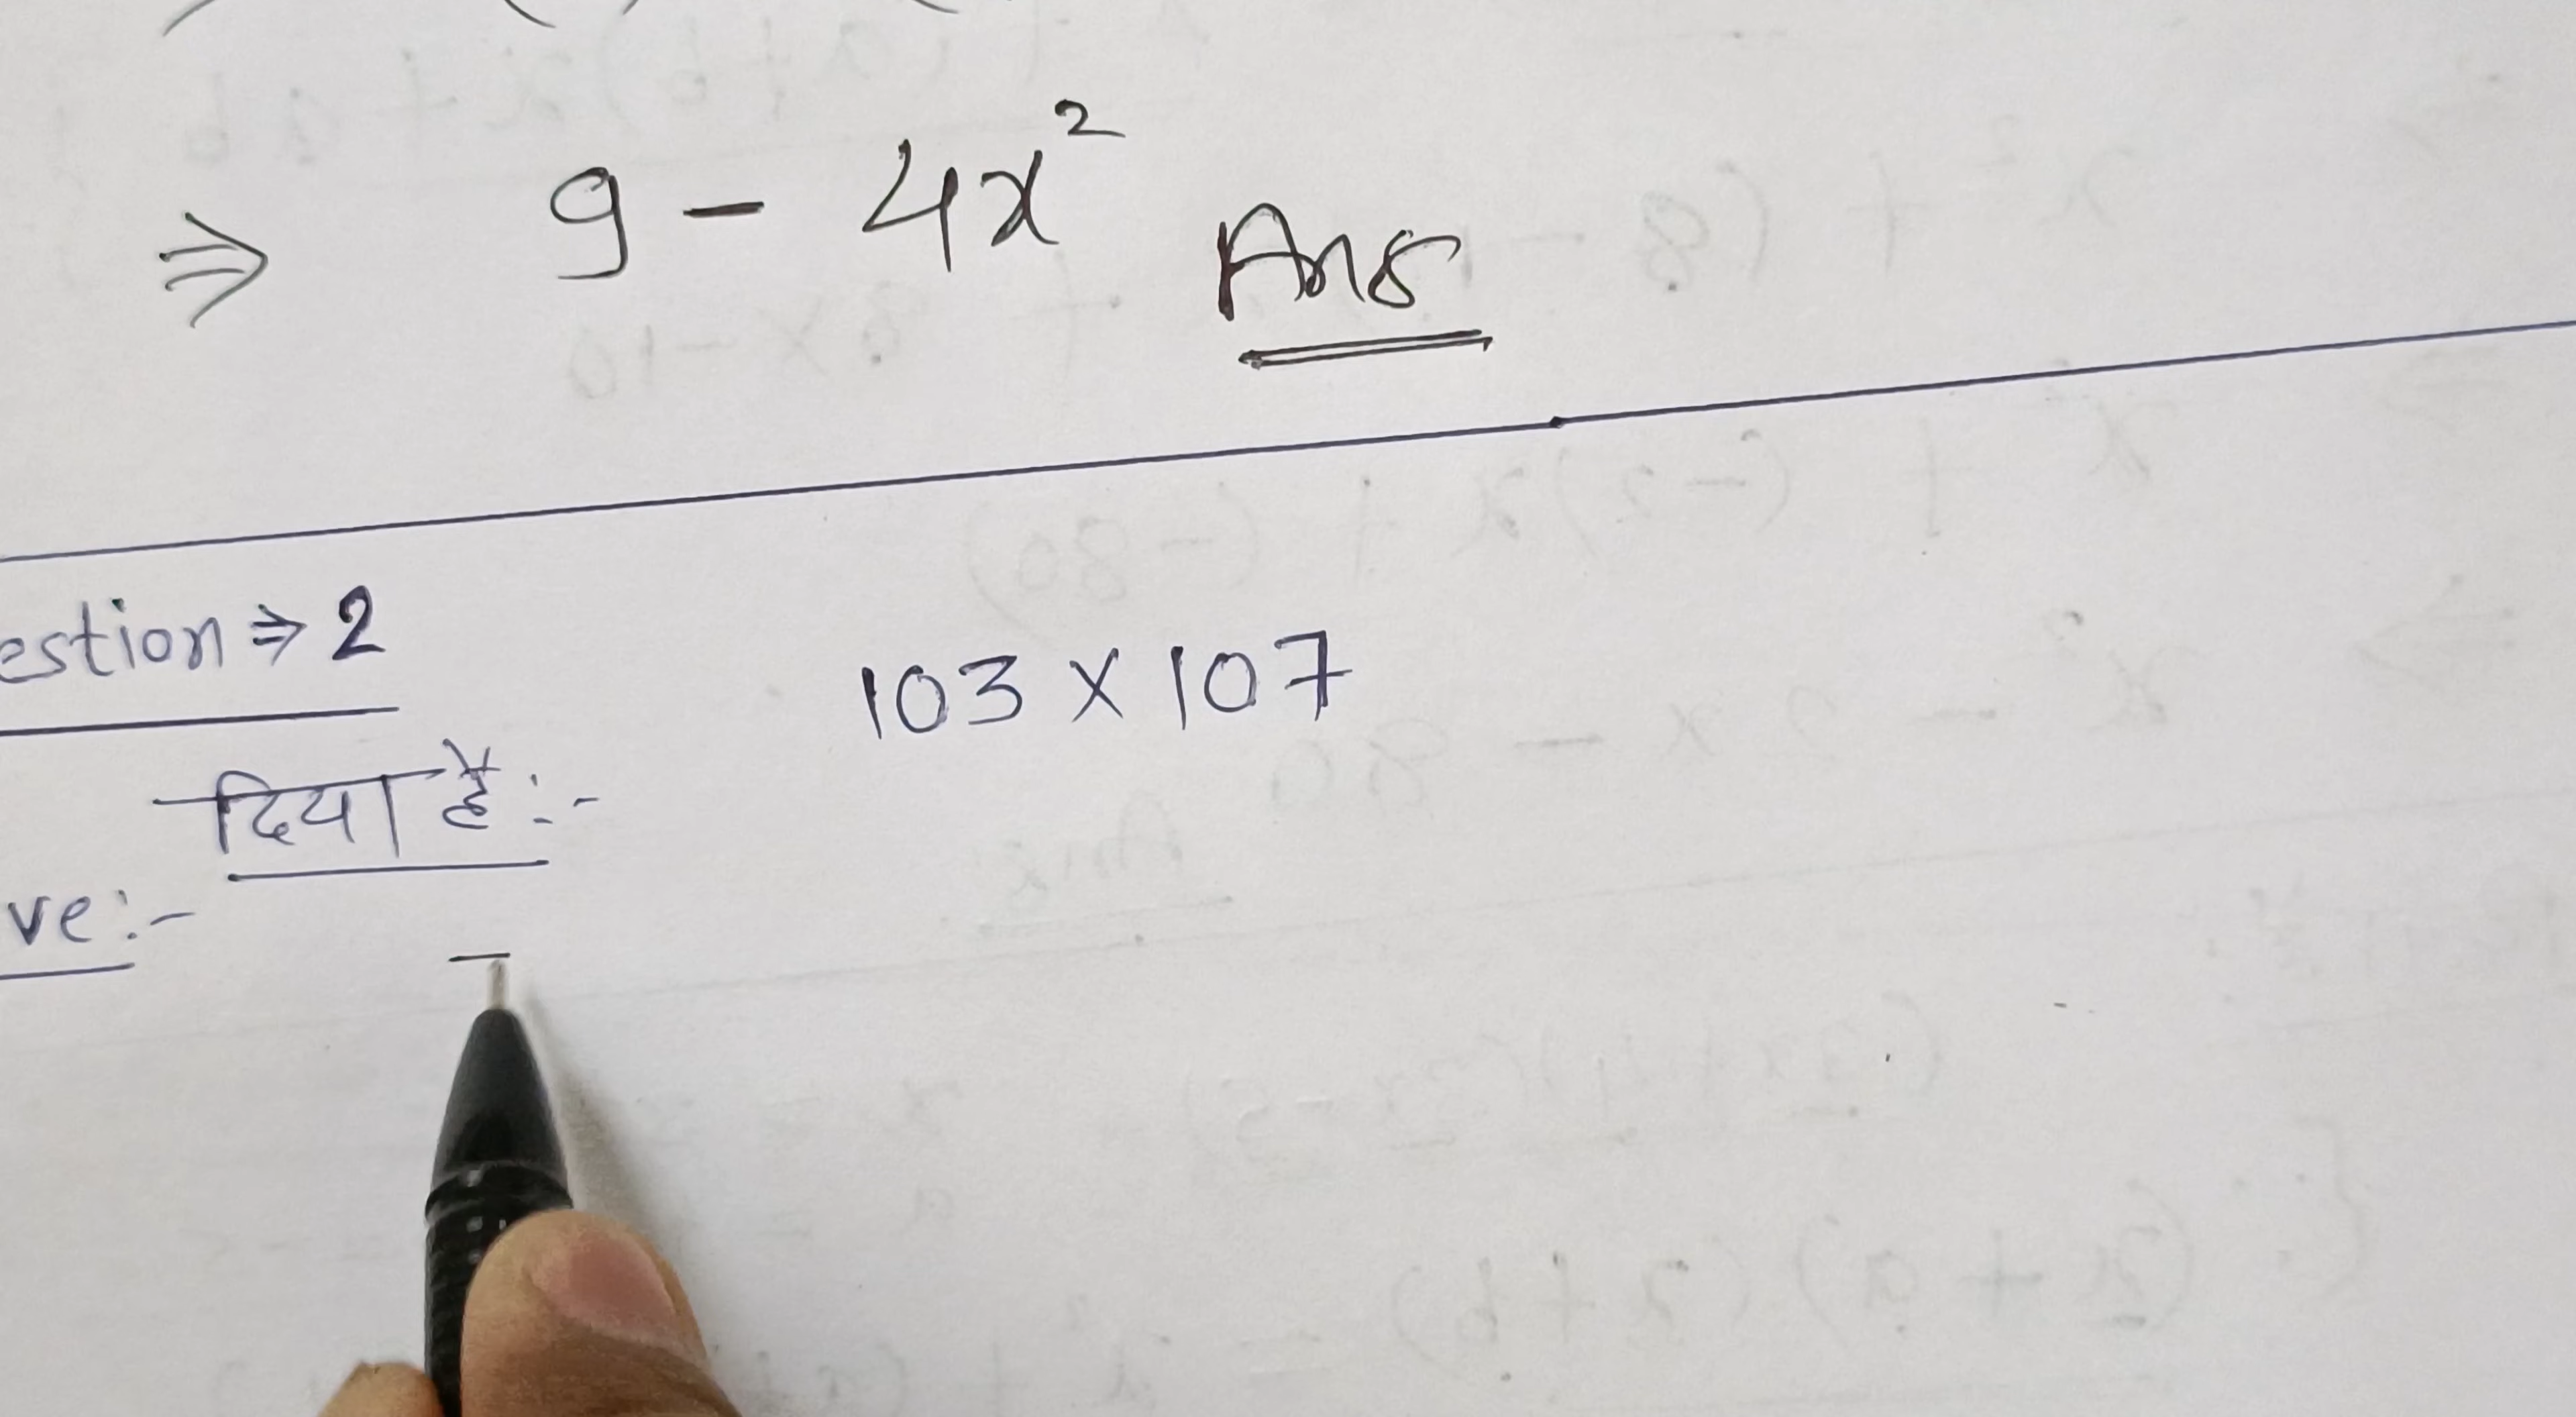 ⇒ 9 - 4x² Ans
estion ⇒ 2
103 × 107
दिया है :-
ve :-